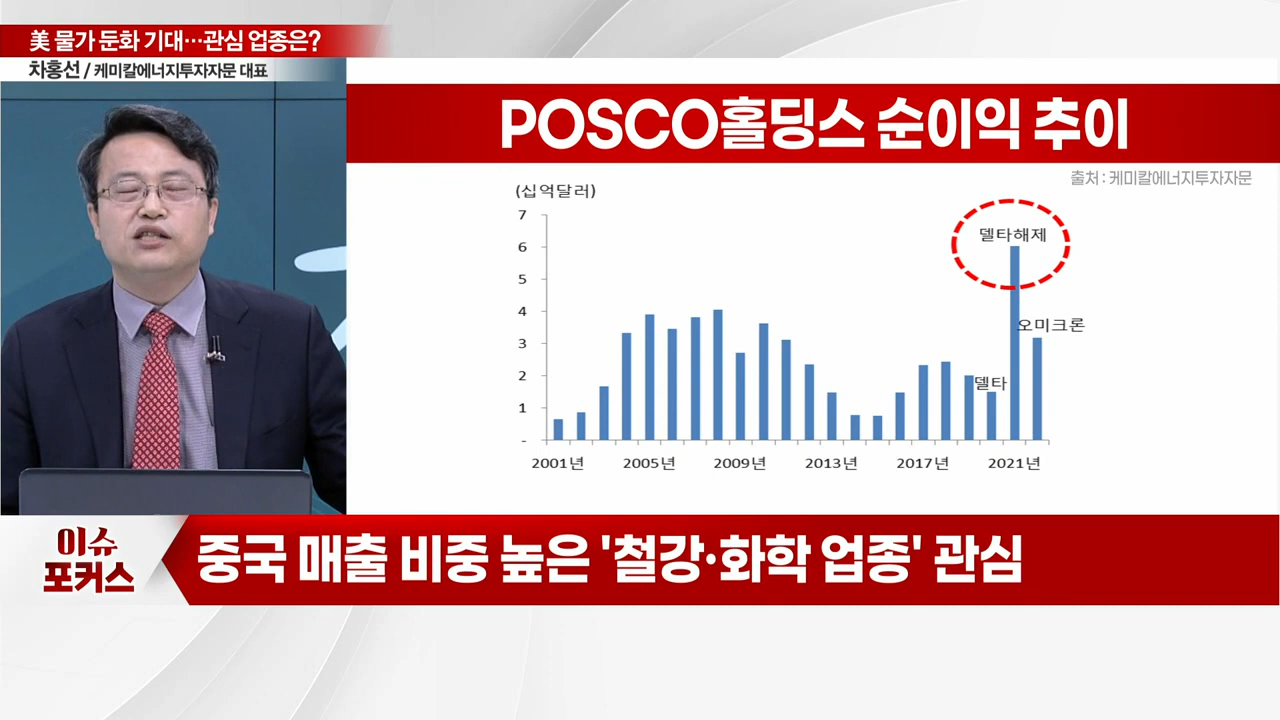 美 물가 둔화 기대…관심 업종은?
차홍선 / 케미칼에너지투자자문 대표
POSCO홀딩스 순이익 추이
출처 : 케미칼에너지투자자문
(십억달러)
7
6
5
4
3
2
1
-
델타해제
오미크론
델타
2001년 2005년 2009년 2013년 2017년 2021년
이슈
포커스
중국 매출 비중 높은 '철강·화학 업종' 관심